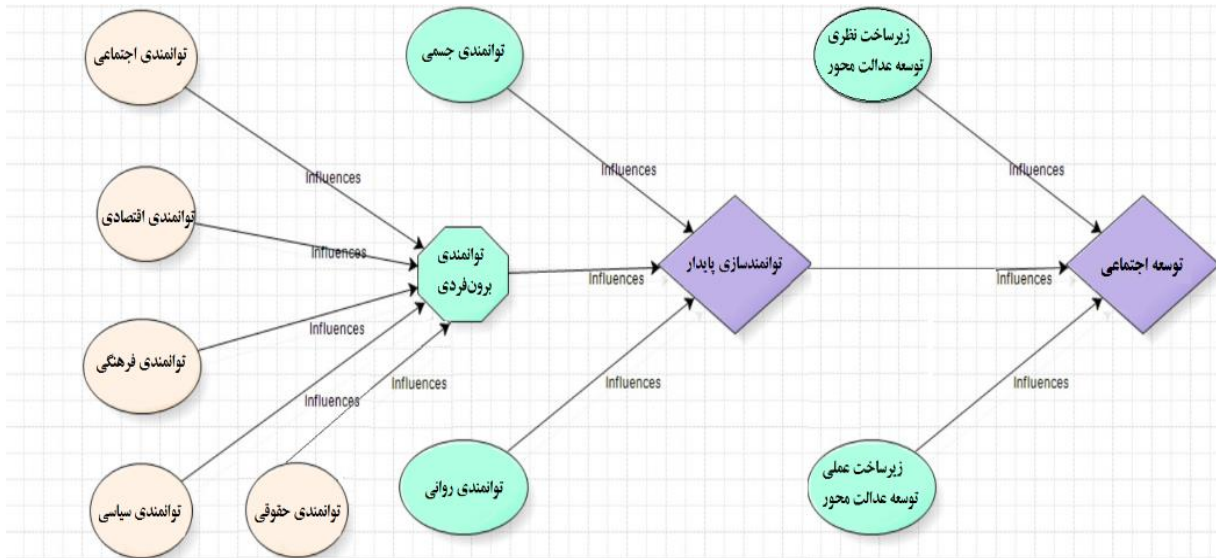 توانمندی اجتماعی
توانمندی جسمی
زیرساخت نظری
توسعه عدالت محور
Influences
Influences
Influences
توانمندی اقتصادی
Influences
توانمندی
برون‌فردی
Influences
توانمندسازی پایدار
Influences
توسعه اجتماعی
توانمندی فرهنگی
Influences
Influences
Influences
Influences
Influences
توانمندی سیاسی
توانمندی حقوقی
توانمندی روانی
زیرساخت عملی
توسعه عدالت محور